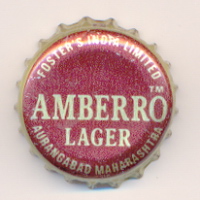 FOSTER'S INDIA LIMITED
AMBERRO™
LAGER
AURANGABAD MAHARASHTRA